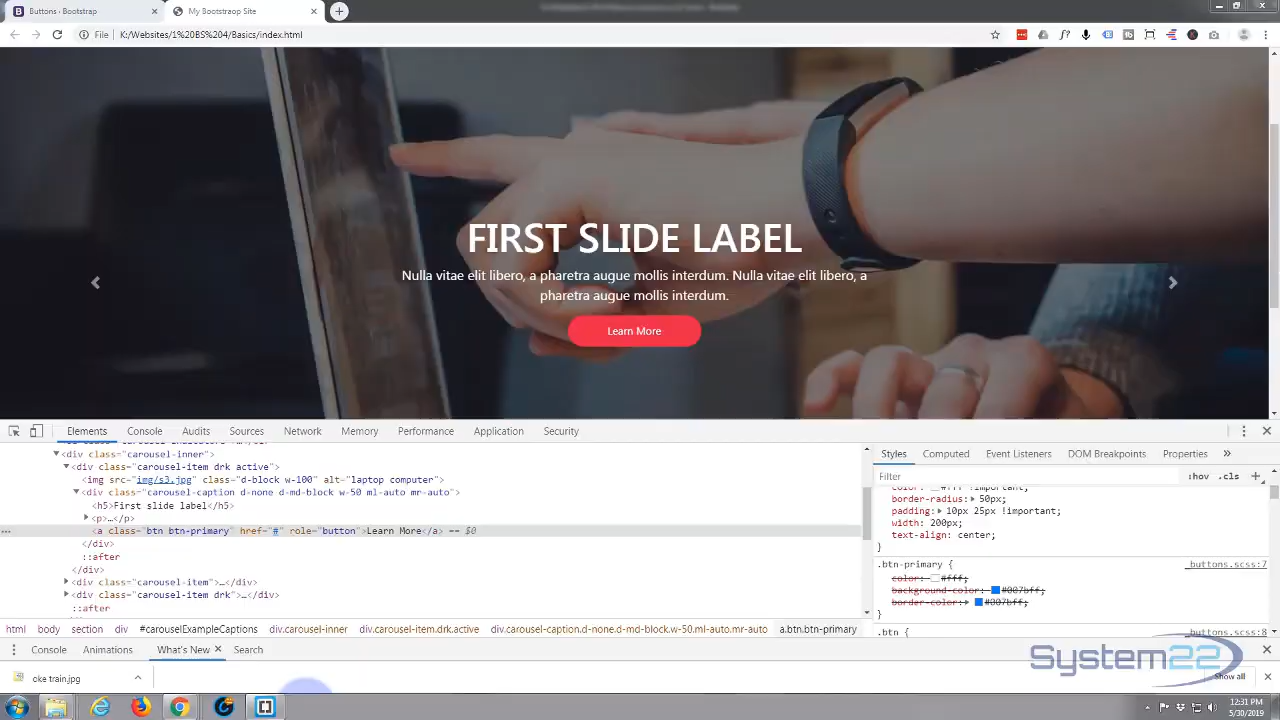 Buttons · Bootstrap × My Bootstraop Site × +
File | K:/Websites/1%20BS%204/Basics/index.html
FIRST SLIDE LABEL
Nulla vitae elit libero, a pharetra augue mollis interdum. Nulla vitae elit libero, a
pharetra augue mollis interdum.
Learn More
Elements Console Audits Sources Network Memory Performance Application Security
<div class="carousel-inner">
<div class="carousel-item drk active">
<img src="img/s3.jpg" class="d-block w-100" alt="laptop computer">
<div class="carousel-caption d-none d-md-block w-50 ml-auto mr-auto">
<h5>First slide label</h5>
<p>…</p>
<a class="btn btn-primary" href="#" role="button">Learn More</a> == $0
</div>
::after
</div>
<div class="carousel-item">…</div>
<div class="carousel-item drk">…</div>
::after
html body section div #carouselExampleCaptions div.carousel-inner div.carousel-item.drk.active div.carousel-caption.d-none.d-md-block.w-50.ml-auto.mr-auto a.btn.btn-primary
Styles Computed Event Listeners DOM Breakpoints Properties »
Filter :hov .cls +
color: #fff !important;
border-radius: 50px;
padding: 10px 25px !important;
width: 200px;
text-align: center;
}
.btn-primary { _buttons.scss:7
color: #fff;
background-color: #007bff;
border-color: #007bff;
}
.btn { _buttons.scss:8
Console Animations What's New × Search
System22
cke train.jpg
Show all
12:31 PM
5/30/2019